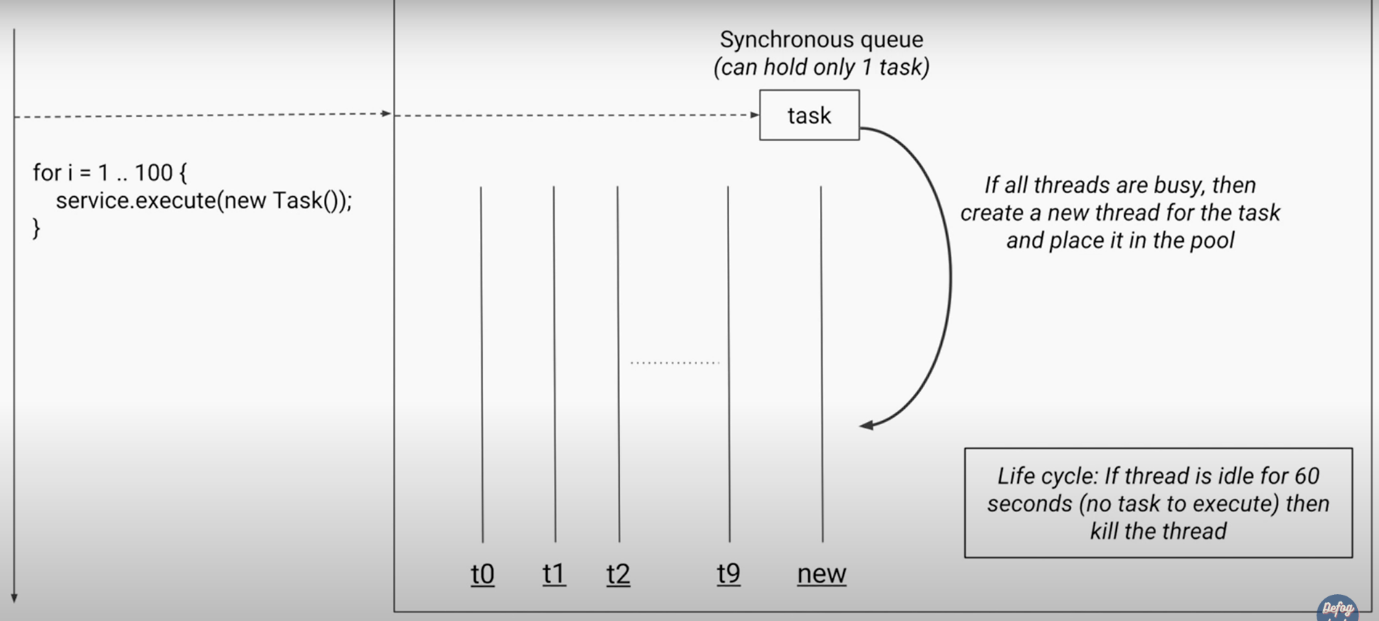 Synchronous queue
(can hold only 1 task)
task
for i = 1 .. 100 {
service.execute(new Task());
}
If all threads are busy, then
create a new thread for the task
and place it in the pool
Life cycle: If thread is idle for 60
seconds (no task to execute) then
kill the thread
t0 t1 t2 t9 new
Defog